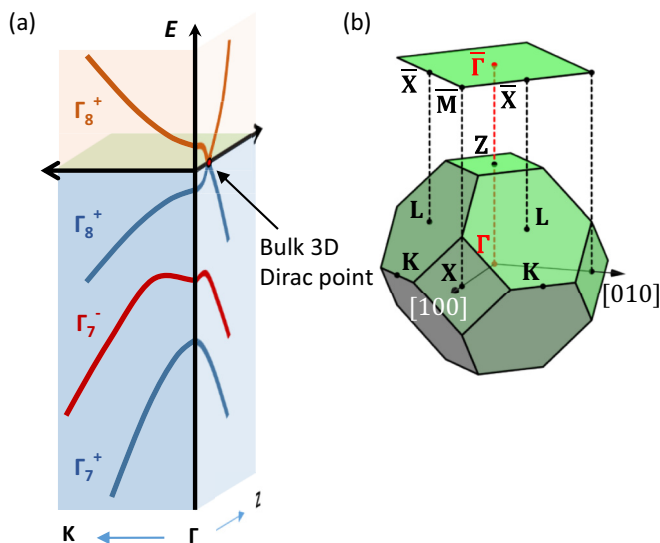 (a)
E
Γ₈⁺
Γ₈⁺
Bulk 3D
Dirac point
Γ₇⁻
Γ₇⁺
K
Γ
Z
(b)
Γ̅
X̅
M̅
X̅
Z
L
L
Γ
K
X
K
[100]
[010]